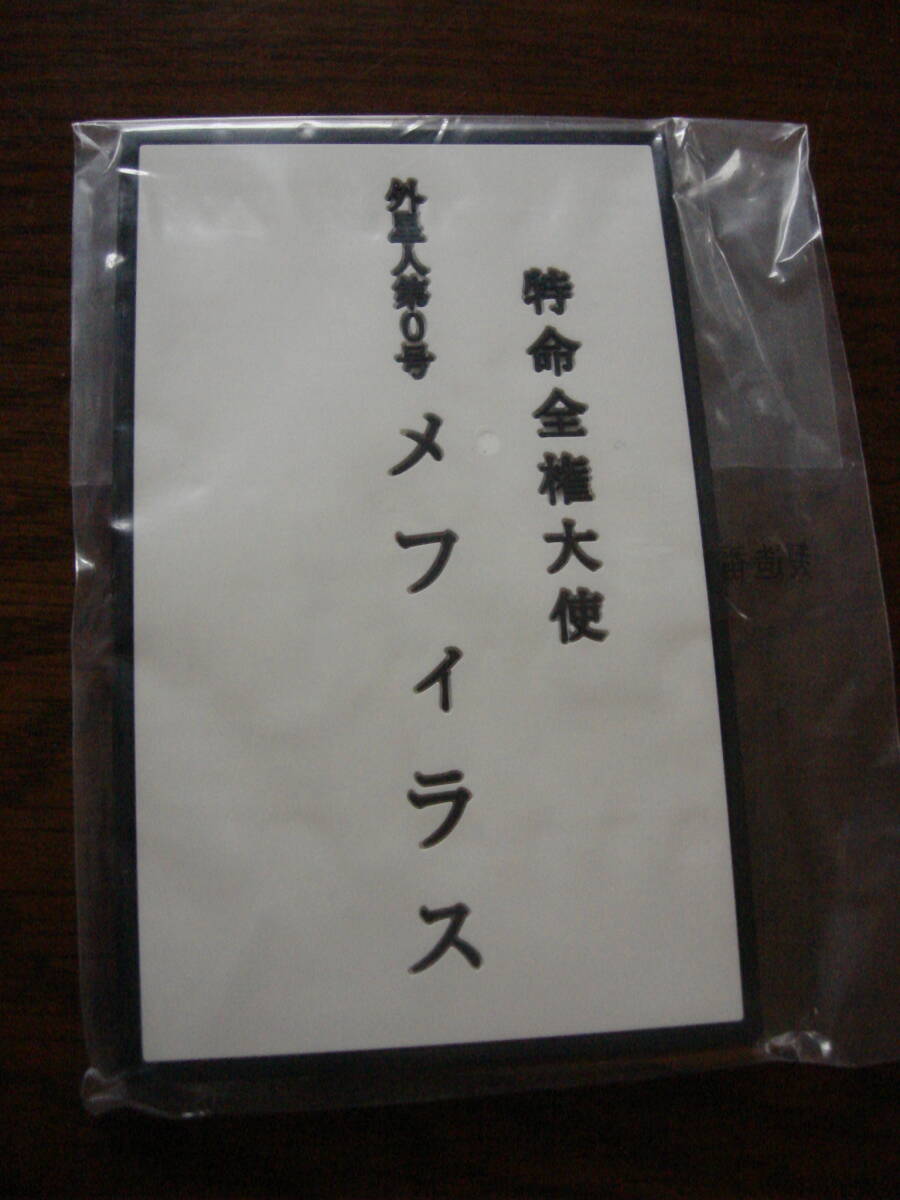 特命全権大使
外星人第0号 メフィラス